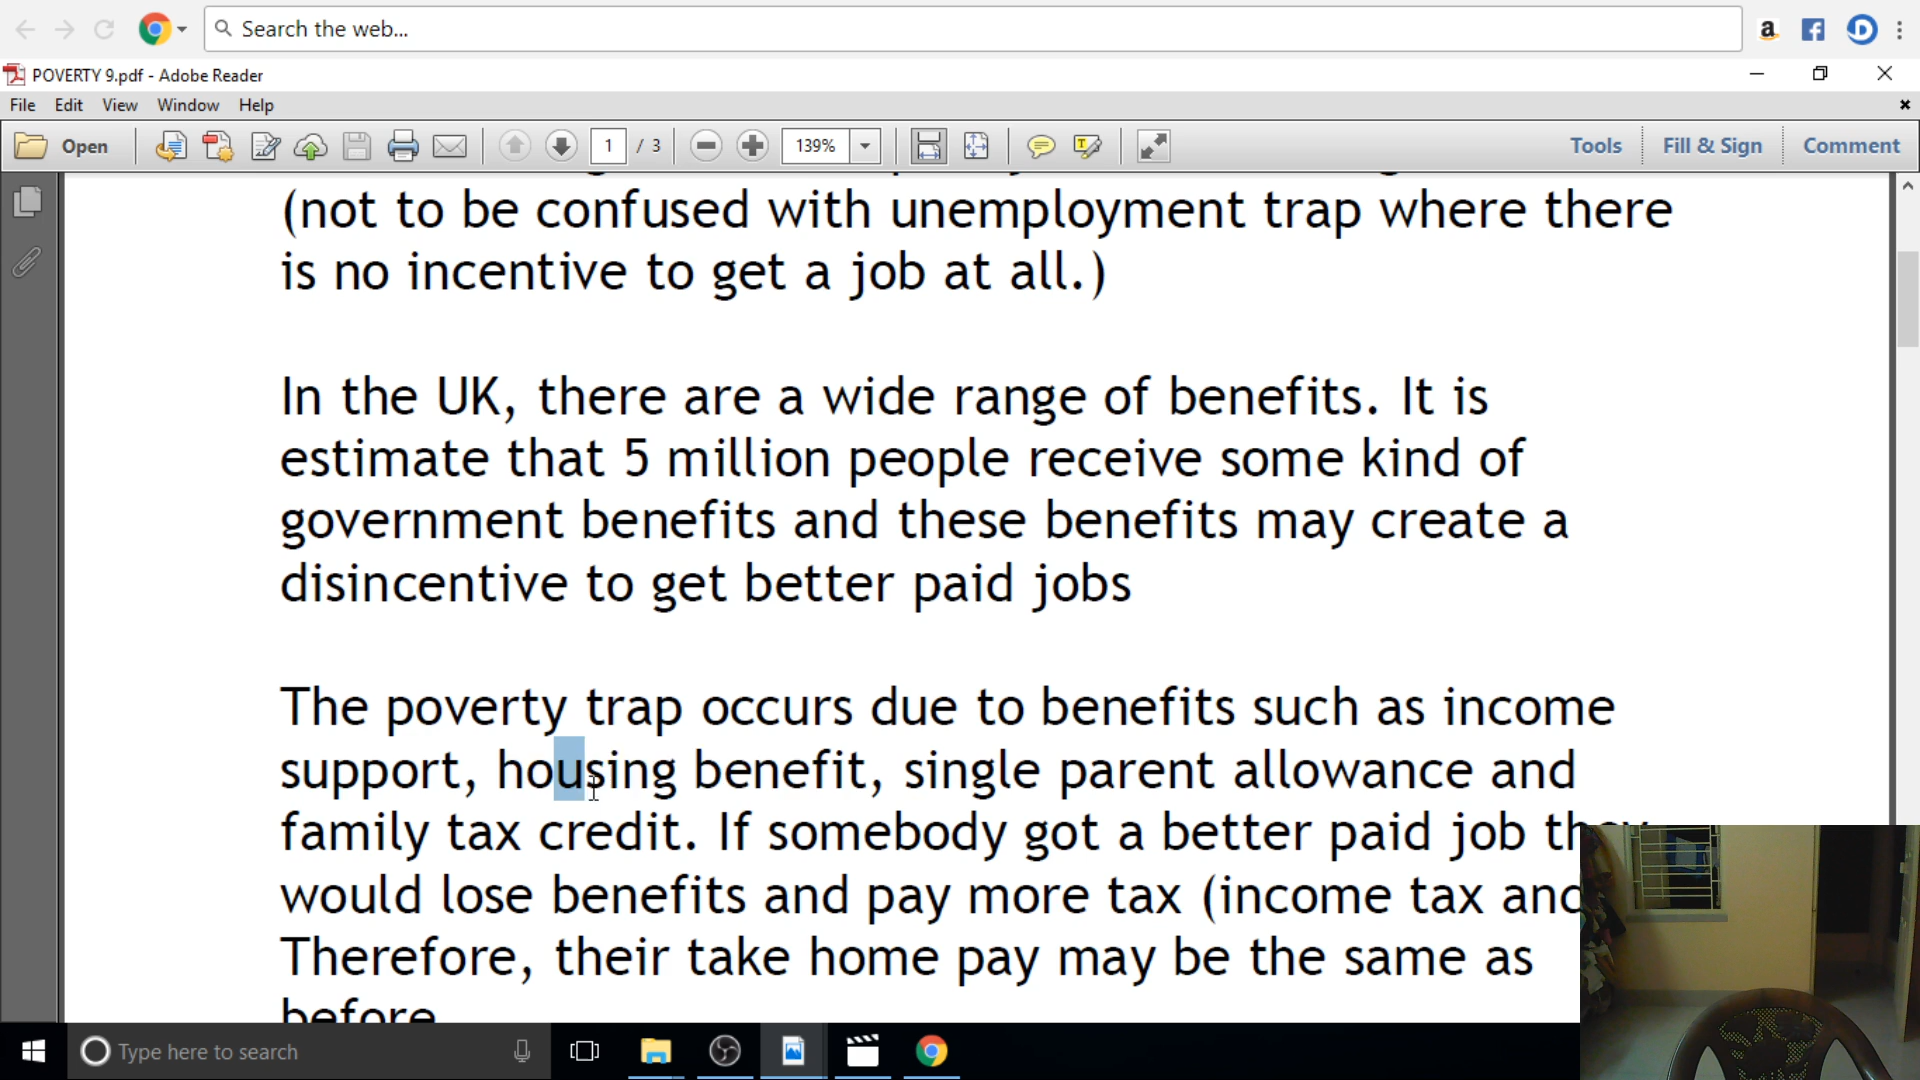 Search the web...
POVERTY 9.pdf - Adobe Reader
File Edit View Window Help
Open 1 / 3 139% Tools Fill & Sign Comment
(not to be confused with unemployment trap where there
is no incentive to get a job at all.)
In the UK, there are a wide range of benefits. It is
estimate that 5 million people receive some kind of
government benefits and these benefits may create a
disincentive to get better paid jobs
The poverty trap occurs due to benefits such as income
support, housing benefit, single parent allowance and
family tax credit. If somebody got a better paid job they
would lose benefits and pay more tax (income tax and
Therefore, their take home pay may be the same as
before
Type here to search